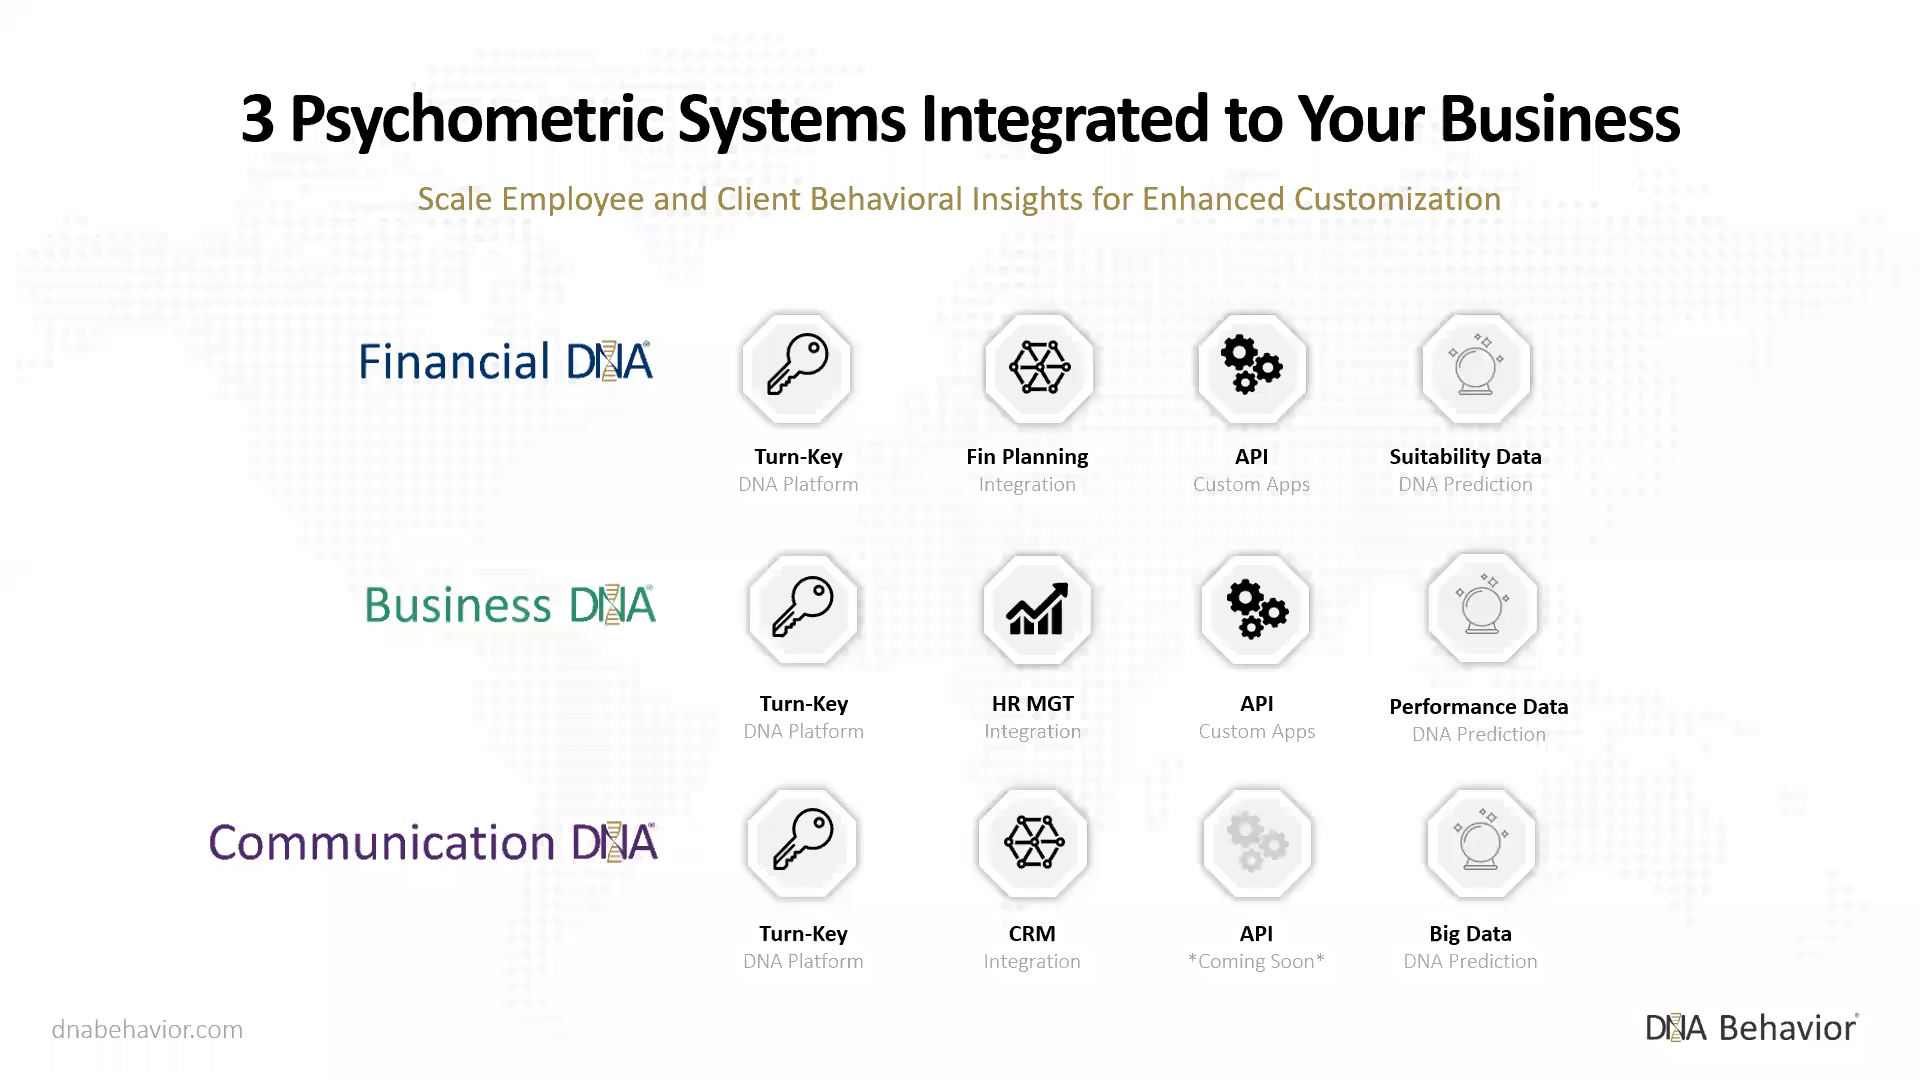 3 Psychometric Systems Integrated to Your Business
Scale Employee and Client Behavioral Insights for Enhanced Customization
Financial DNA®
Turn-Key
DNA Platform
Fin Planning
Integration
API
Custom Apps
Suitability Data
DNA Prediction
Business DNA®
Turn-Key
DNA Platform
HR MGT
Integration
API
Custom Apps
Performance Data
DNA Prediction
Communication DNA®
Turn-Key
DNA Platform
CRM
Integration
API
*Coming Soon*
Big Data
DNA Prediction
dnabehavior.com
DNA Behavior®